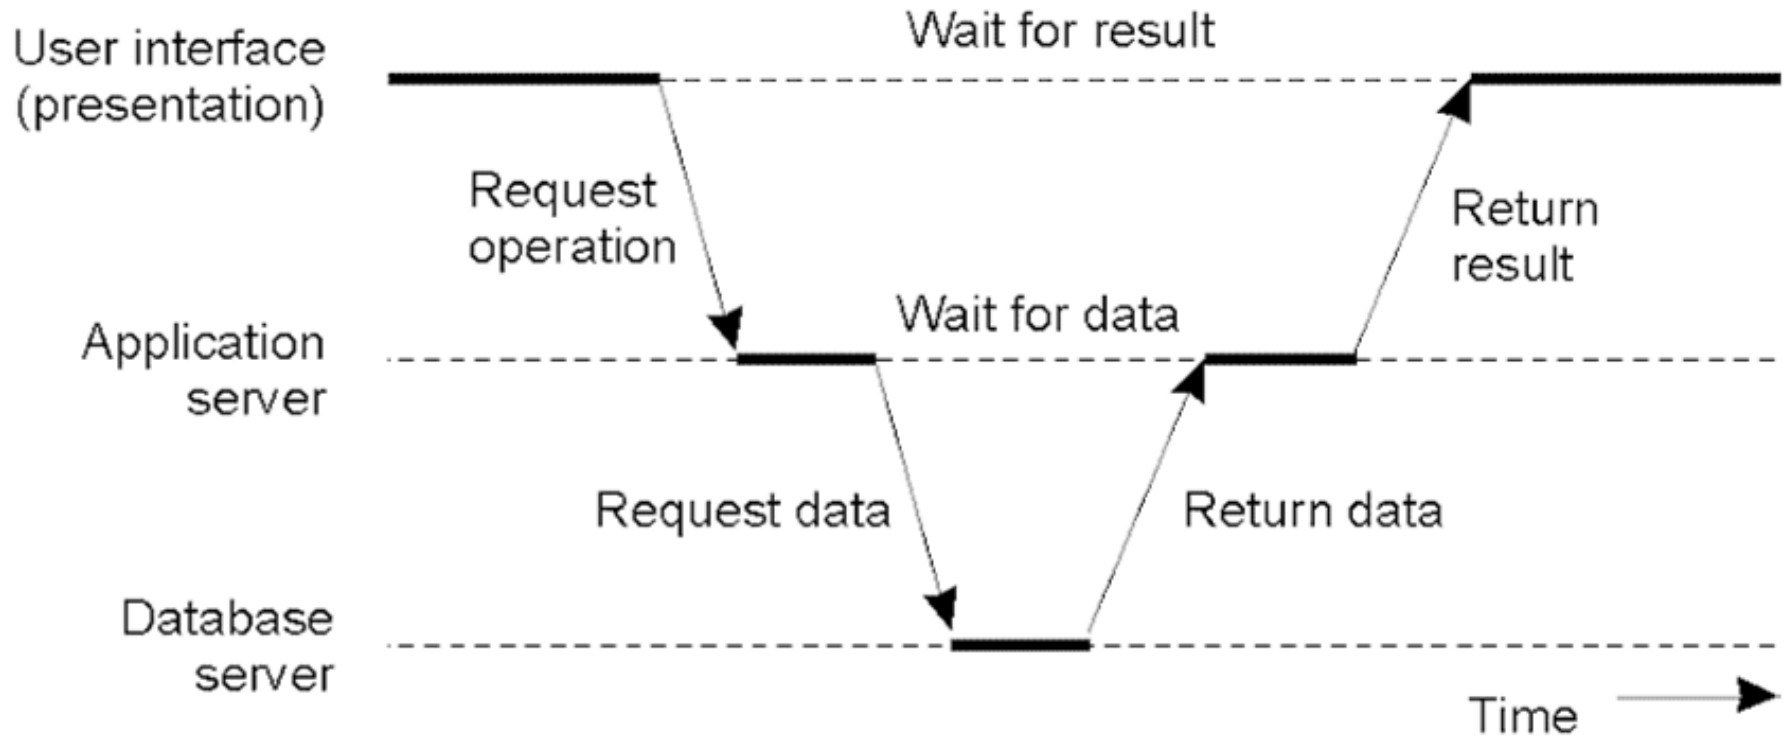 Wait for result
User interface
(presentation)
Request
operation
Return
result
Wait for data
Application
server
Request data
Return data
Database
server
Time